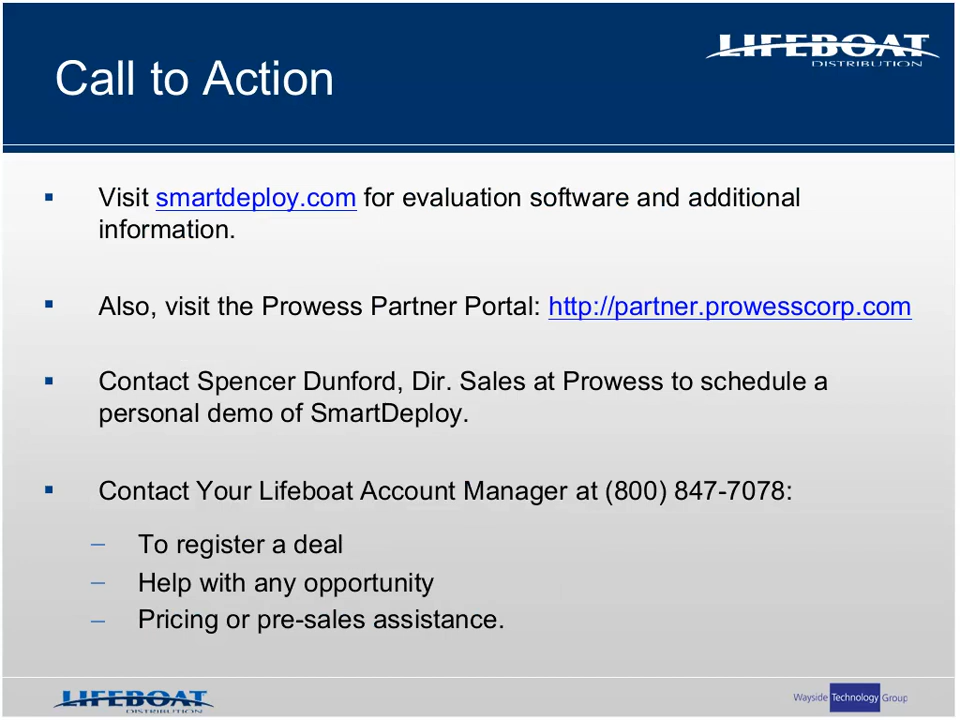 LIFEBOAT®
DISTRIBUTION
Call to Action
▪ Visit smartdeploy.com for evaluation software and additional
information.
▪ Also, visit the Prowess Partner Portal: http://partner.prowesscorp.com
▪ Contact Spencer Dunford, Dir. Sales at Prowess to schedule a
personal demo of SmartDeploy.
▪ Contact Your Lifeboat Account Manager at (800) 847-7078:
– To register a deal
– Help with any opportunity
– Pricing or pre-sales assistance.
LIFEBOAT
DISTRIBUTION
Wayside Technology Group